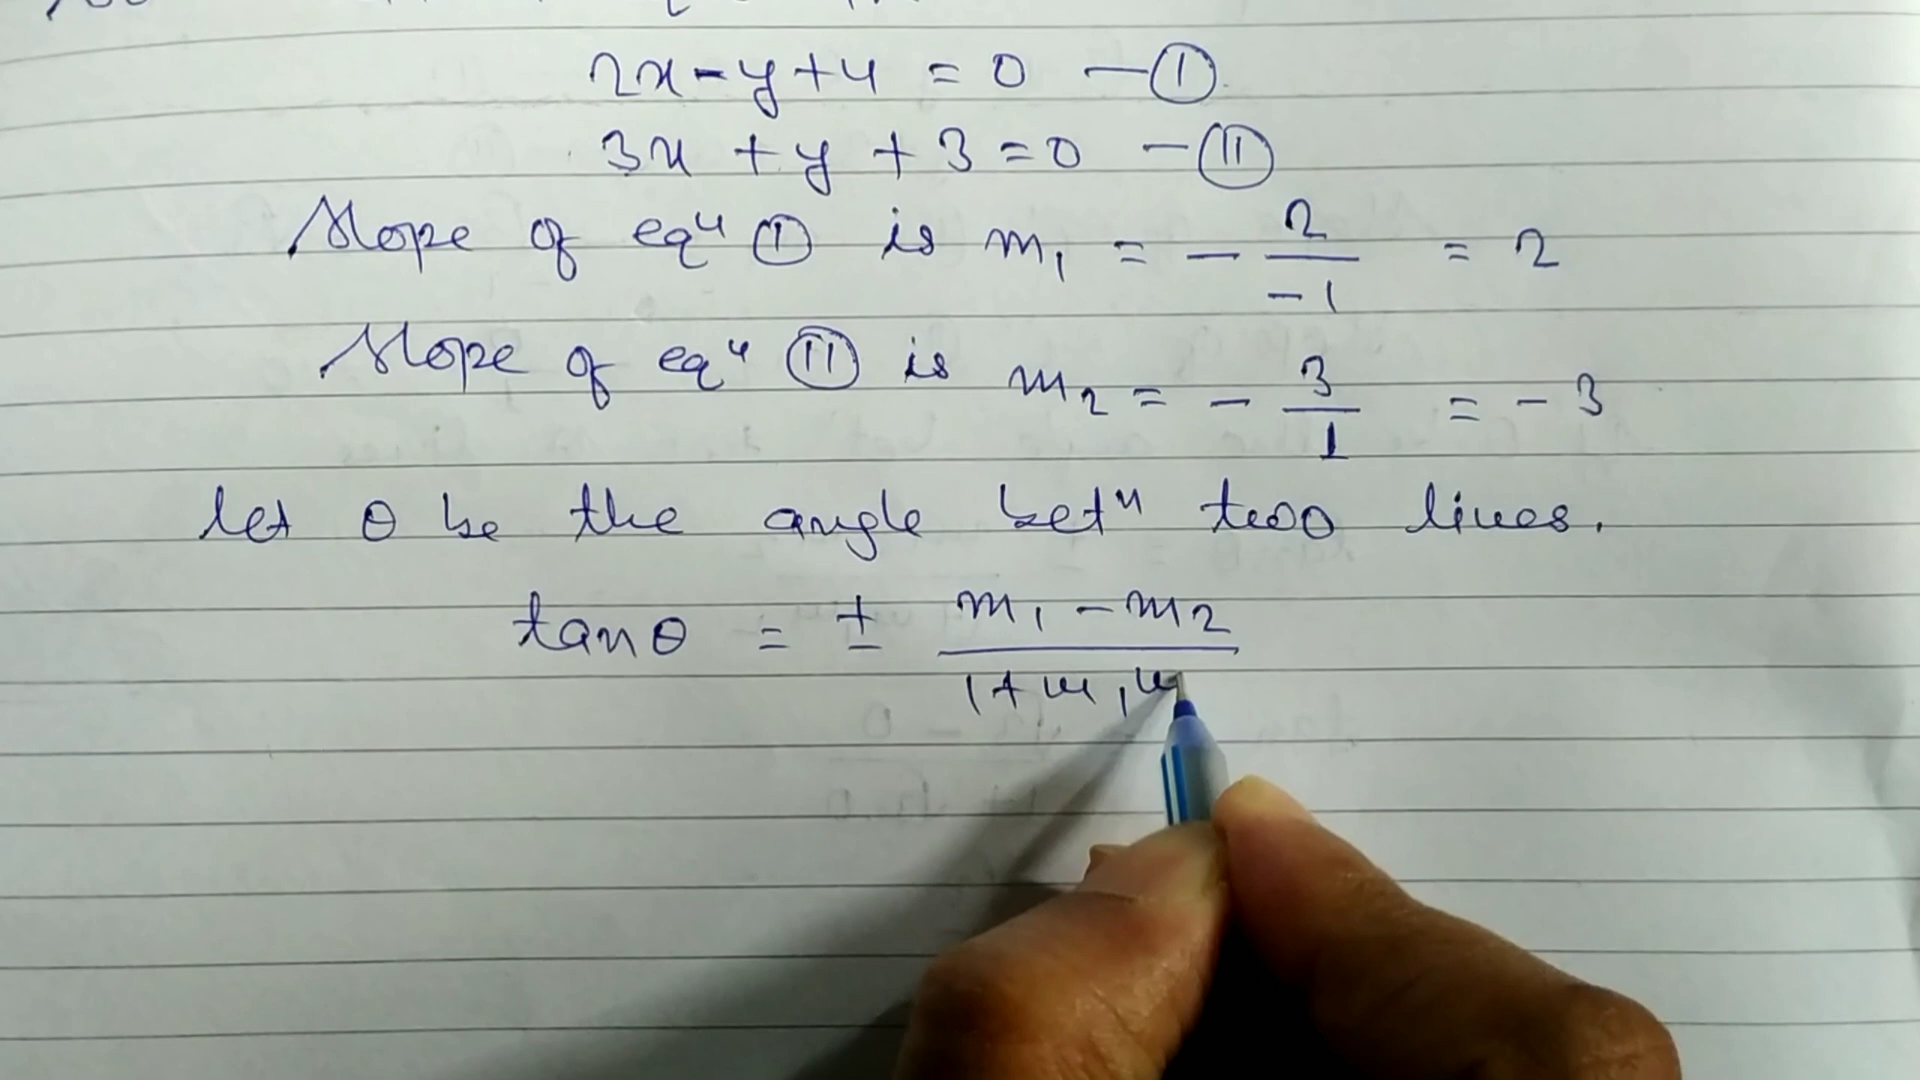 2x-y+4 = 0 — I
3x + y + 3 = 0 — II
Slope of eqⁿ I is m₁ = - 2/-1 = 2
Slope of eqⁿ II is m₂ = - 3/1 = - 3
let θ be the angle betⁿ two lines.
tanθ = ± m₁ - m₂
1 + m₁m